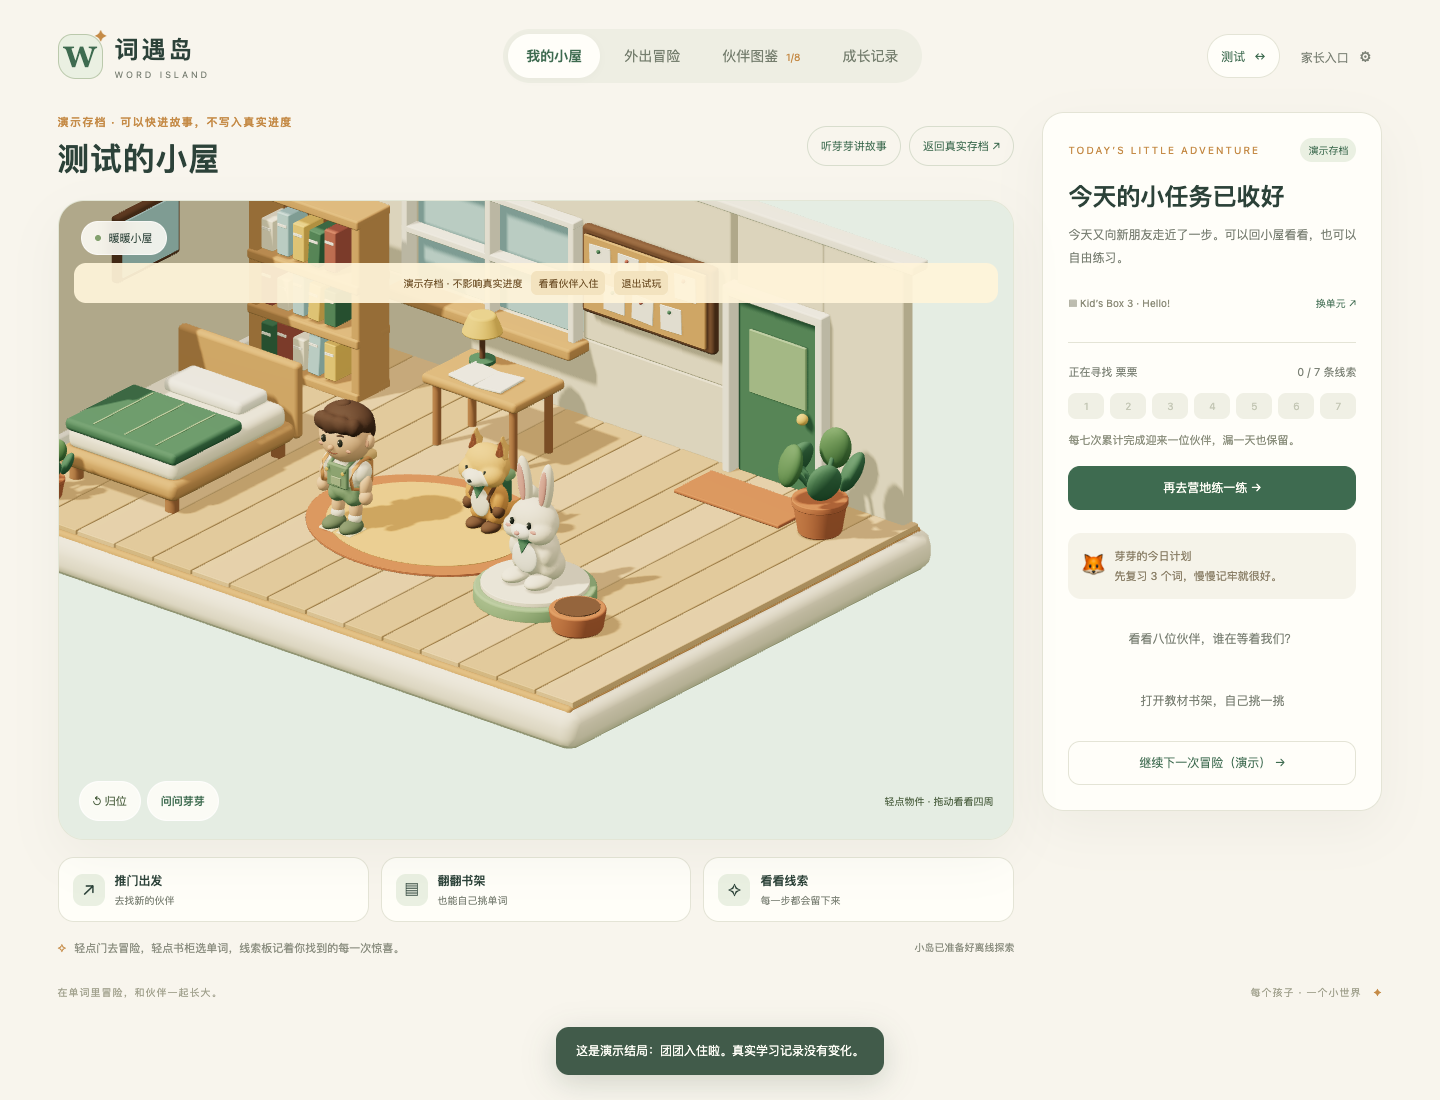 W
词遇岛
WORD ISLAND
我的小屋
外出冒险
伙伴图鉴 1/8
成长记录
测试 ↔
家长入口 ⚙
演示存档 · 可以快进故事，不写入真实进度
测试的小屋
听芽芽讲故事
返回真实存档 ↗
暖暖小屋
演示存档 · 不影响真实进度
看看伙伴入住
退出试玩
归位
问问芽芽
轻点物件 · 拖动看看四周
推门出发
去找新的伙伴
翻翻书架
也能自己挑单词
看看线索
每一步都会留下来
轻点门去冒险，轻点书柜选单词，线索板记着你找到的每一次惊喜。
小岛已准备好离线探索
TODAY'S LITTLE ADVENTURE
演示存档
今天的小任务已收好
今天又向新朋友走近了一步。可以回小屋看看，也可以
自由练习。
Kid's Box 3 · Hello!
换单元 ↗
正在寻找 栗栗
0 / 7 条线索
1 2 3 4 5 6 7
每七次累计完成迎来一位伙伴，漏一天也保留。
再去营地练一练 →
芽芽的今日计划
先复习 3 个词，慢慢记牢就很好。
看看八位伙伴，谁在等着我们？
打开教材书架，自己挑一挑
继续下一次冒险（演示） →
在单词里冒险，和伙伴一起长大。
每个孩子 · 一个小世界
这是演示结局：团团入住啦。真实学习记录没有变化。